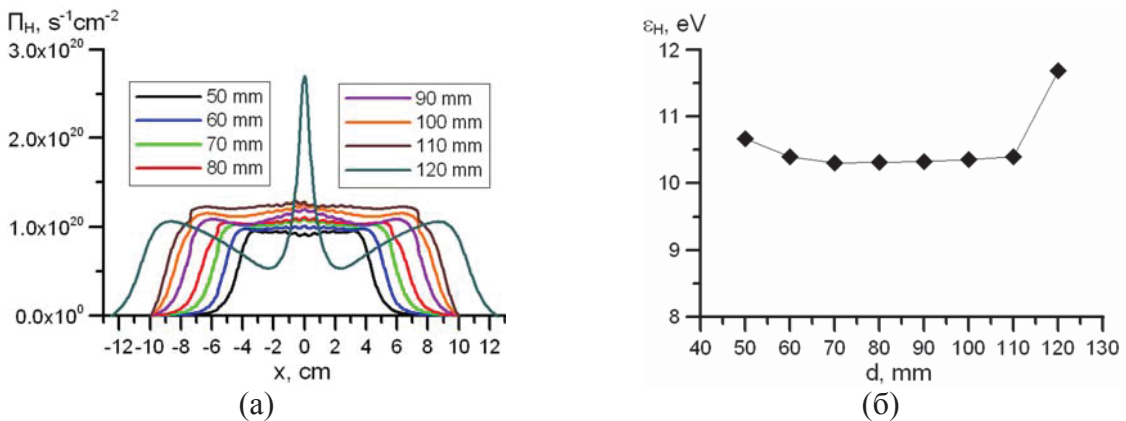 Π_H, s⁻¹cm⁻²
3.0x10²⁰
2.0x10²⁰
1.0x10²⁰
0.0x10⁰
50 mm
60 mm
70 mm
80 mm
90 mm
100 mm
110 mm
120 mm
-12 -10 -8 -6 -4 -2 0 2 4 6 8 10 12
x, cm
(а)
ε_H, eV
12
11
10
9
8
40 50 60 70 80 90 100 110 120 130
d, mm
(б)